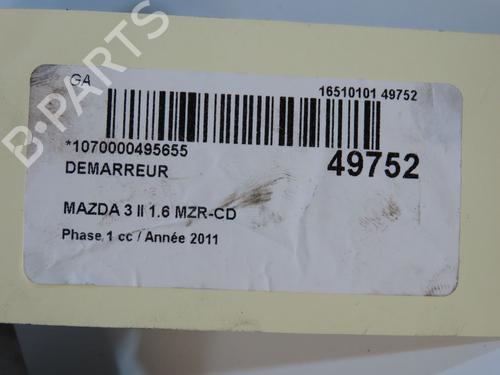 GA
16510101 49752
*1070000495655
49752
DEMARREUR
MAZDA 3 II 1.6 MZR-CD
Phase 1 cc / Année 2011
B-PARTS